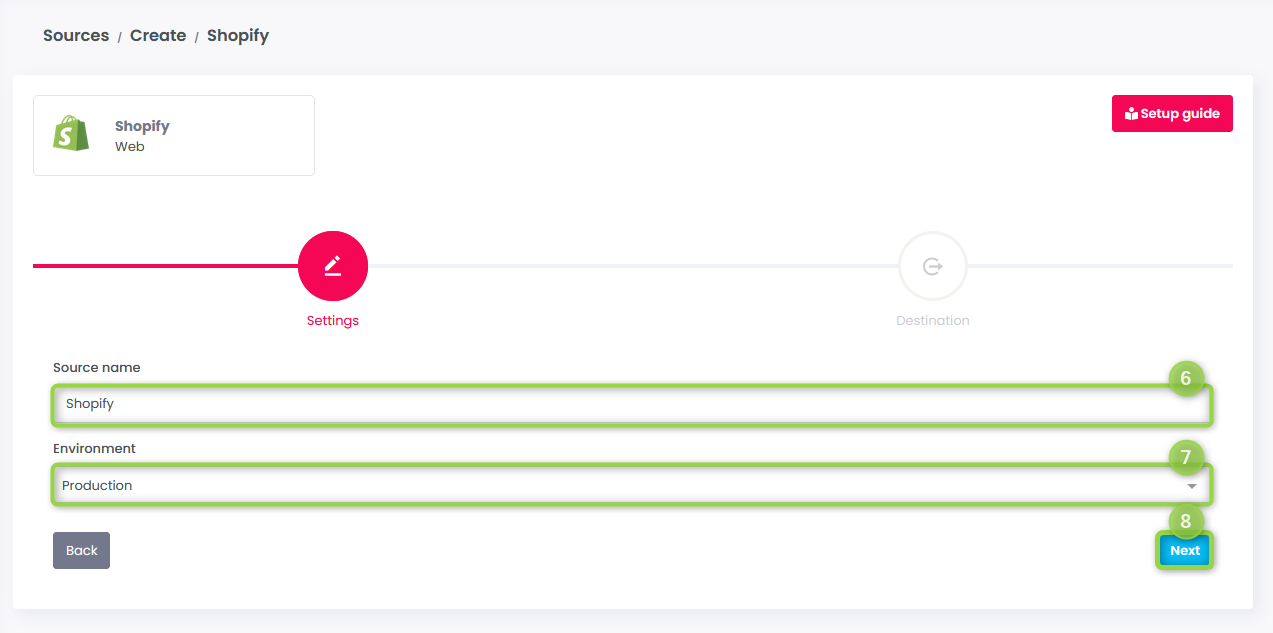 Sources / Create / Shopify
Shopify
Web
Setup guide
Settings
Destination
Source name
6
Shopify
Environment
7
Production
8
Back
Next